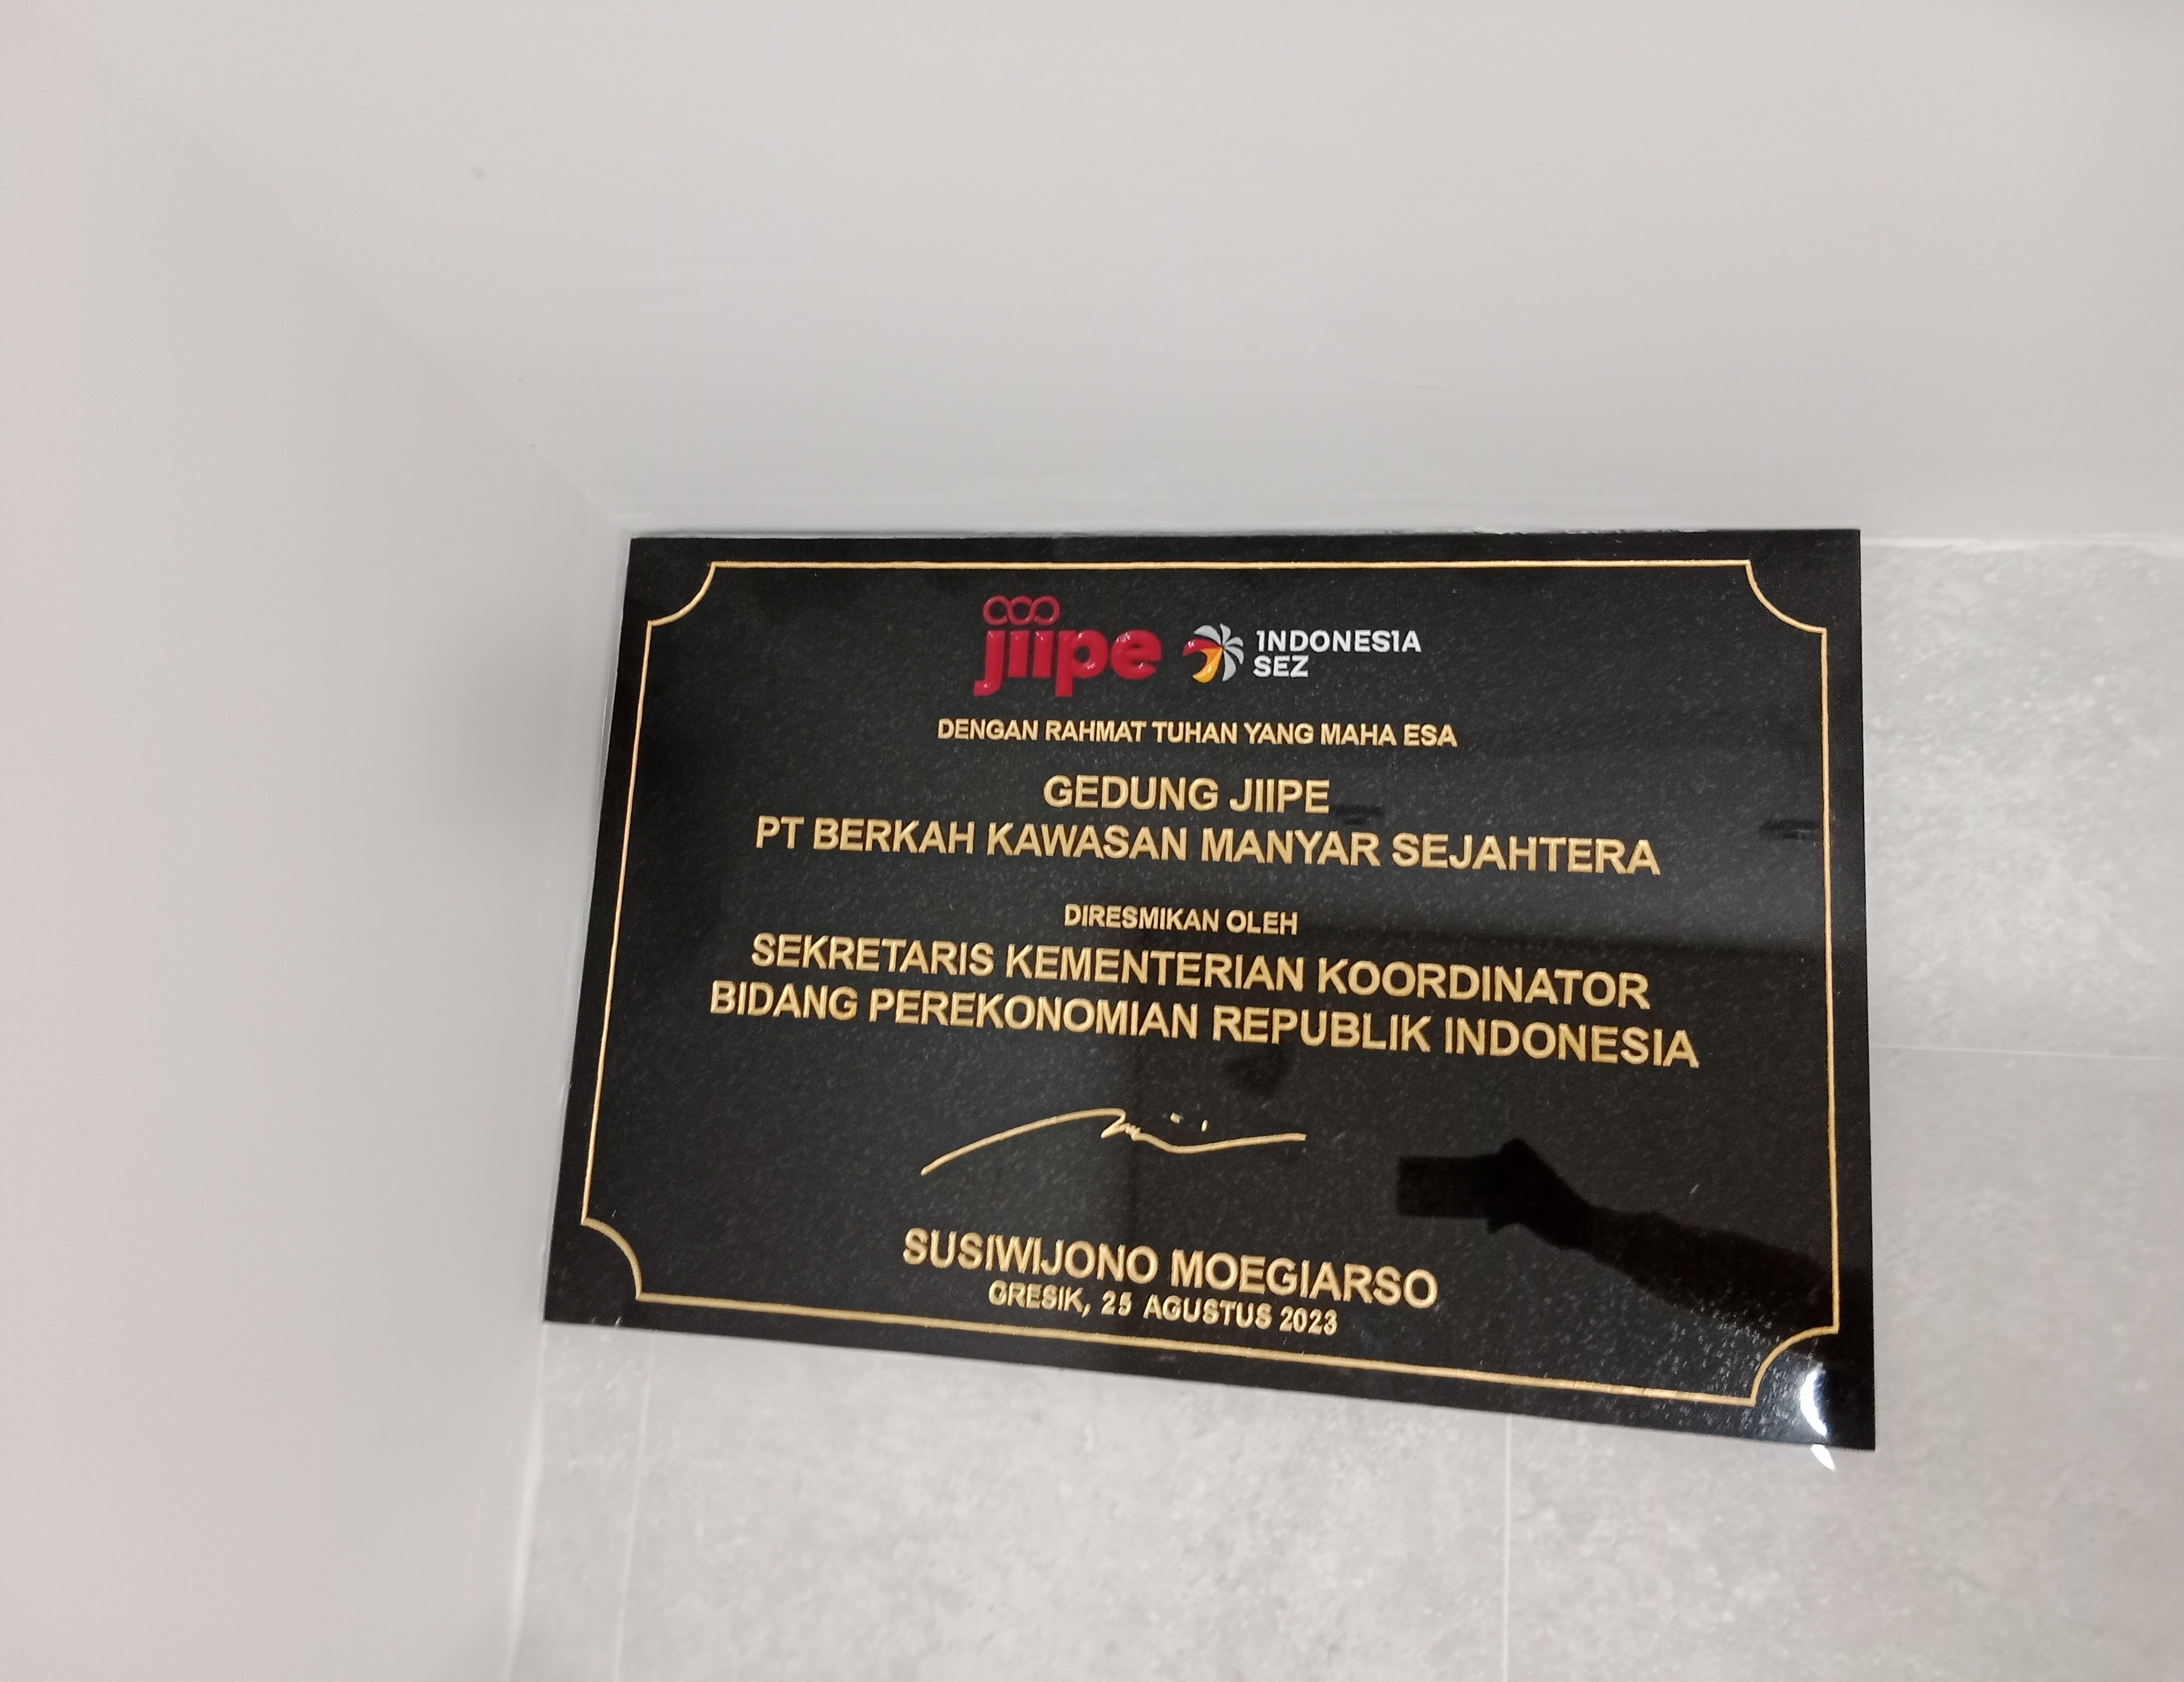 jiipe
INDONESIA
SEZ
DENGAN RAHMAT TUHAN YANG MAHA ESA
GEDUNG JIIPE
PT BERKAH KAWASAN MANYAR SEJAHTERA
DIRESMIKAN OLEH
SEKRETARIS KEMENTERIAN KOORDINATOR
BIDANG PEREKONOMIAN REPUBLIK INDONESIA
SUSIWIJONO MOEGIARSO
GRESIK, 25 AGUSTUS 2023